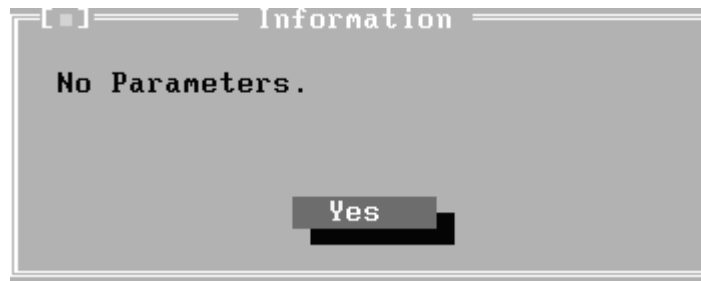 [■] Information
No Parameters.
Yes